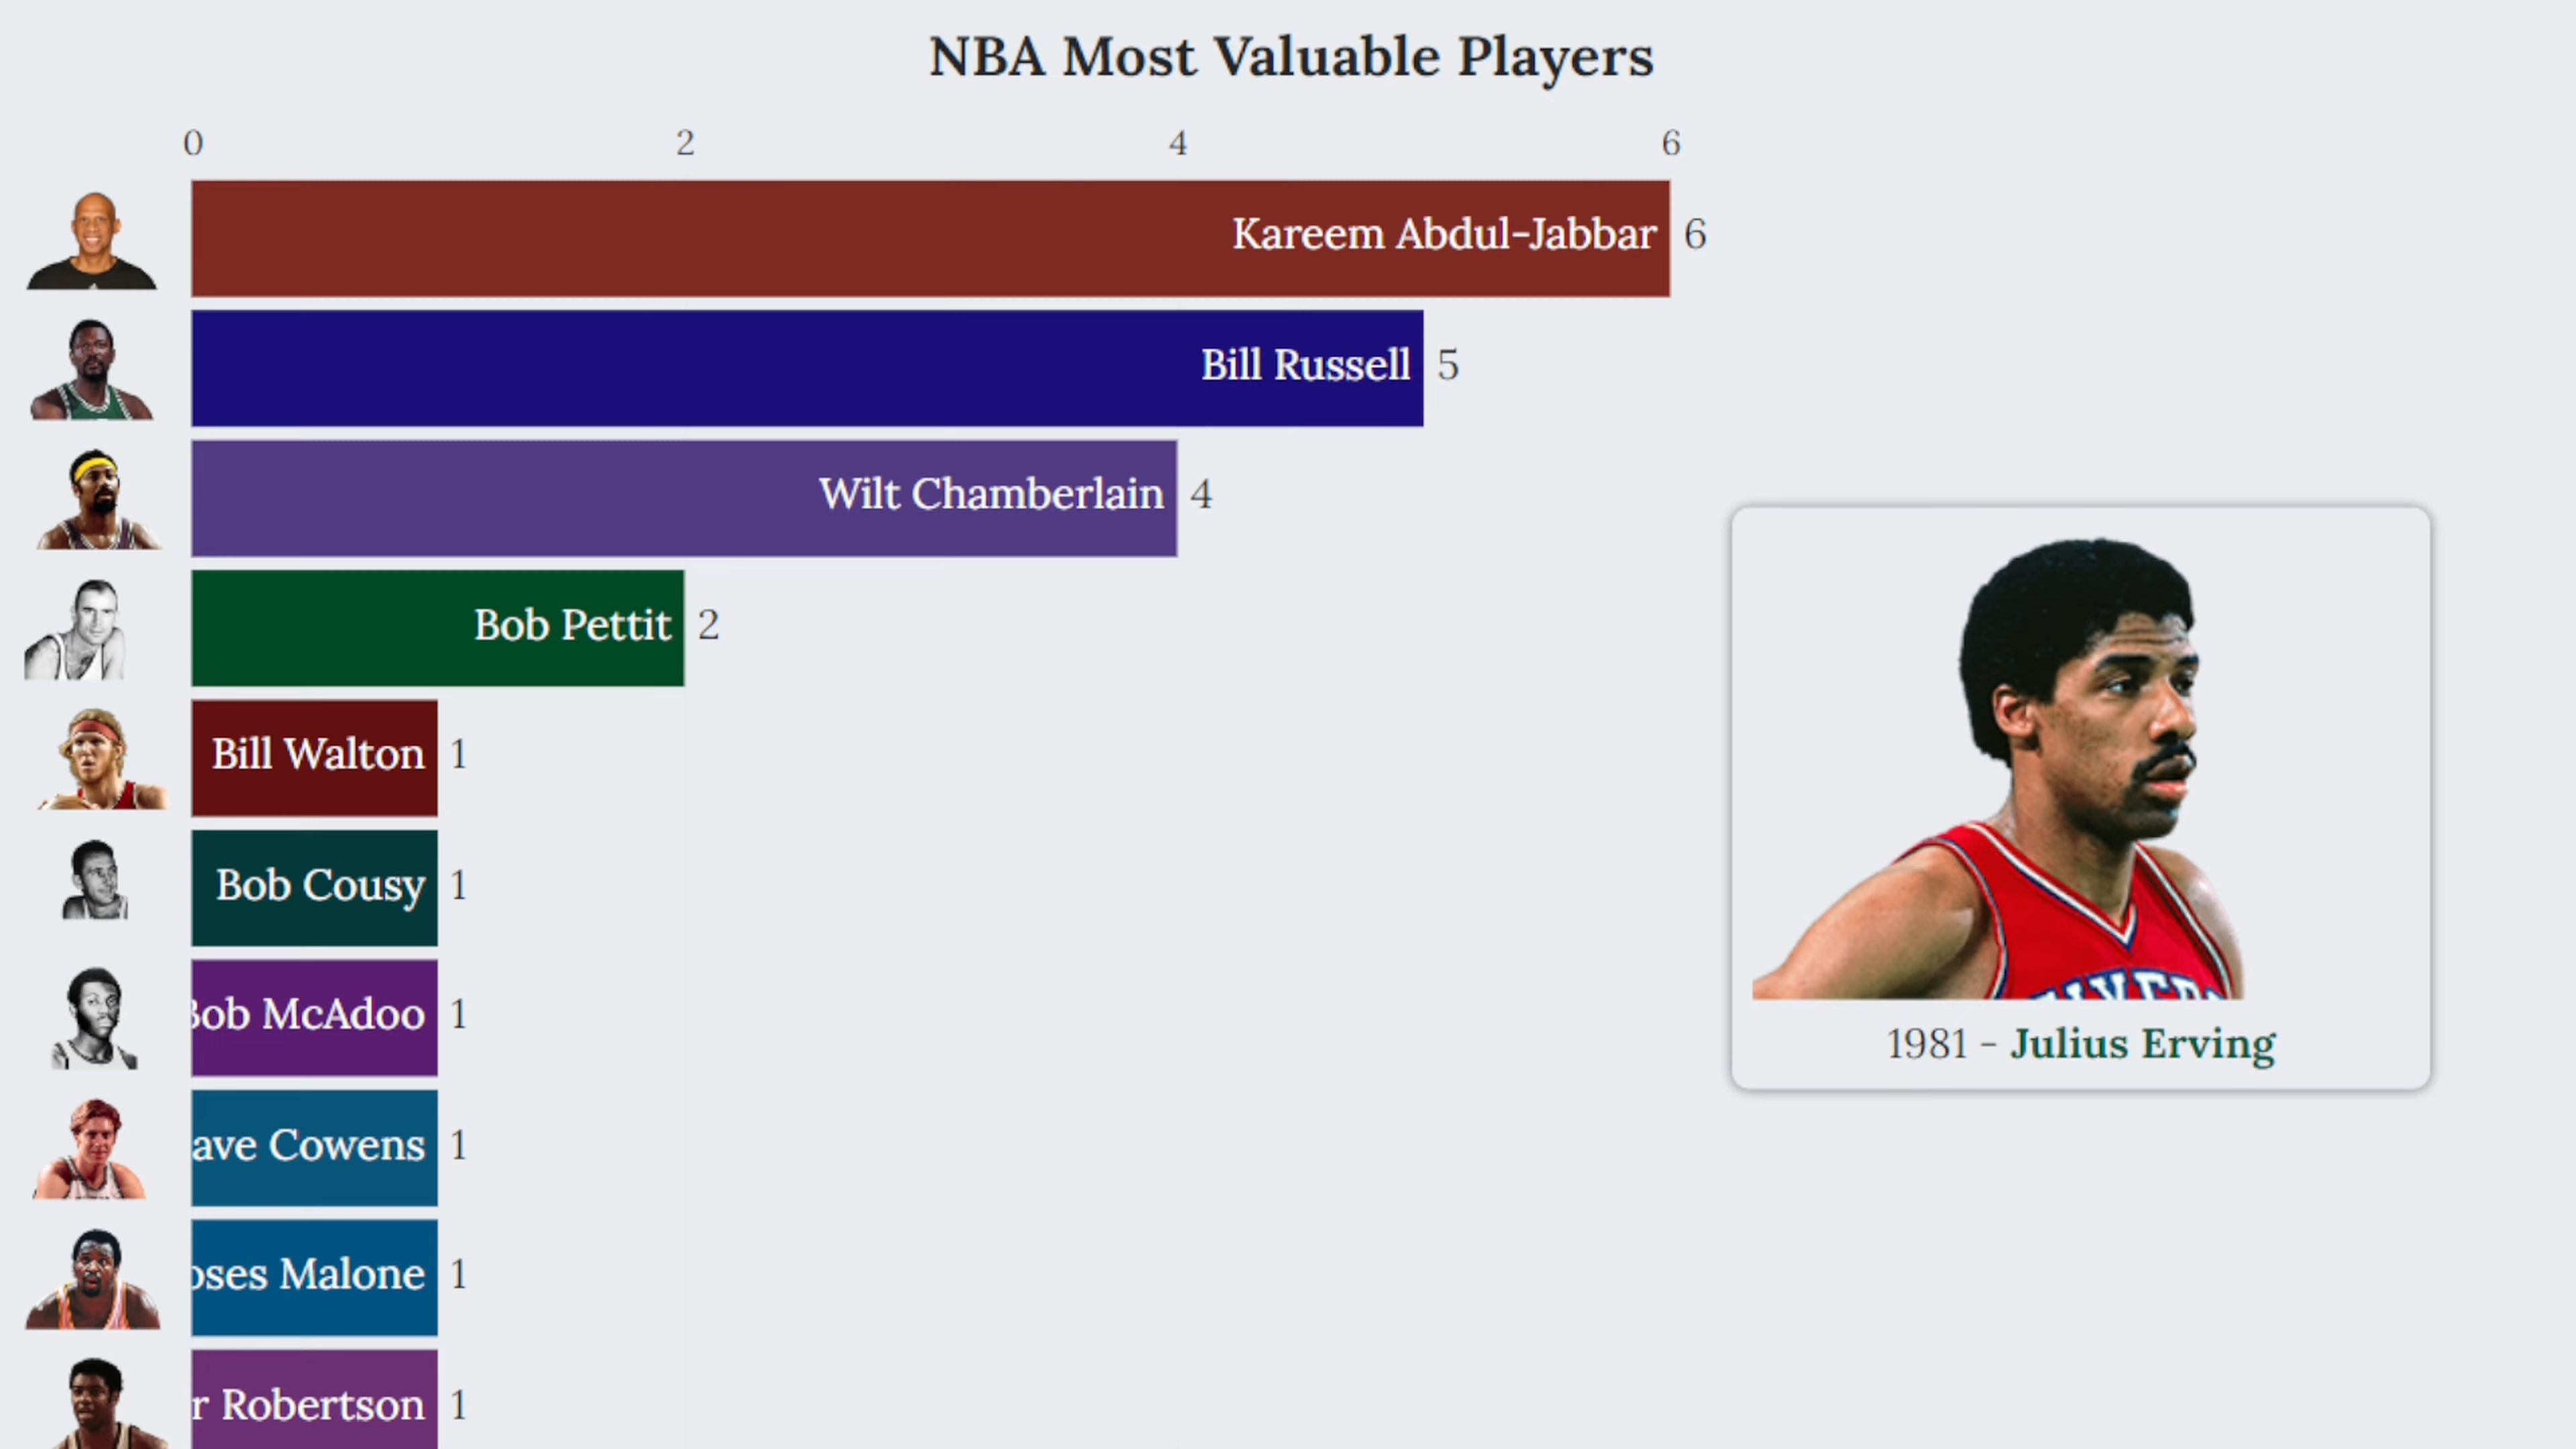 NBA Most Valuable Players
0 2 4 6
Kareem Abdul-Jabbar 6
Bill Russell 5
Wilt Chamberlain 4
Bob Pettit 2
Bill Walton 1
Bob Cousy 1
Bob McAdoo 1
ave Cowens 1
oses Malone 1
r Robertson 1
1981 - Julius Erving